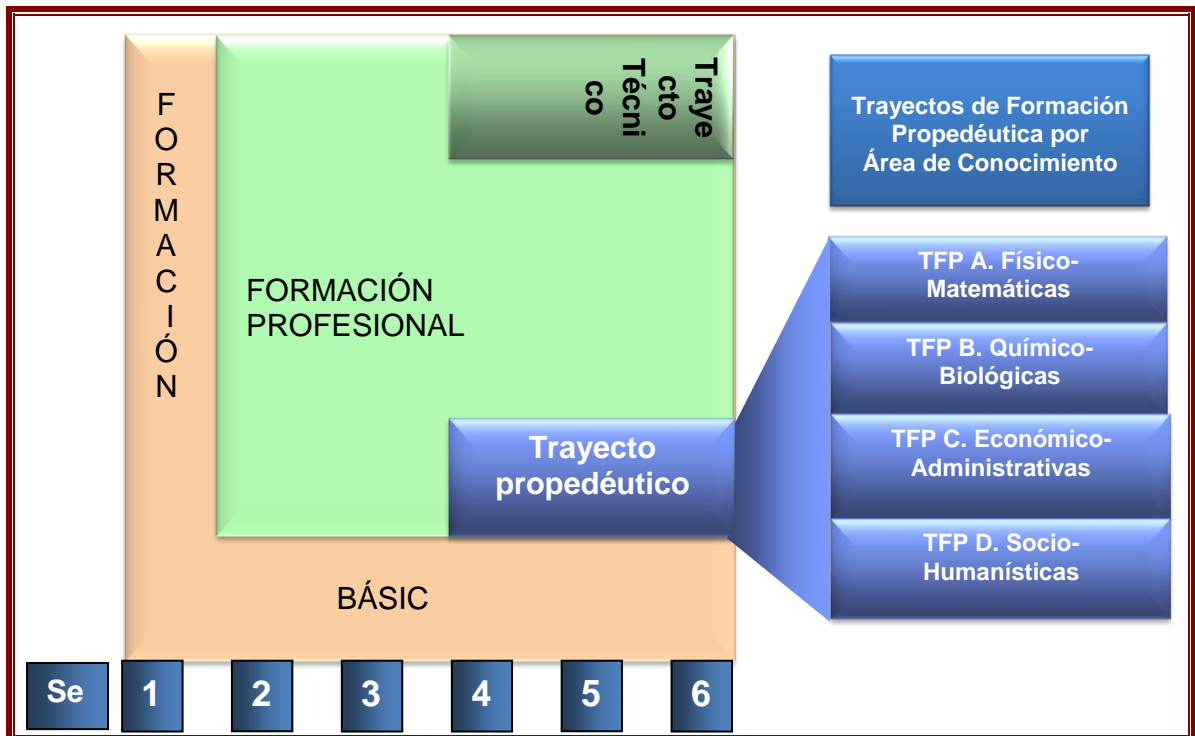 FORMACIÓN
FORMACIÓN
PROFESIONAL
Traye
cto
Técni
co
Trayecto
propedéutico
BÁSIC
Se
1
2
3
4
5
6
Trayectos de Formación
Propedéutica por
Área de Conocimiento
TFP A. Físico-
Matemáticas
TFP B. Químico-
Biológicas
TFP C. Económico-
Administrativas
TFP D. Socio-
Humanísticas